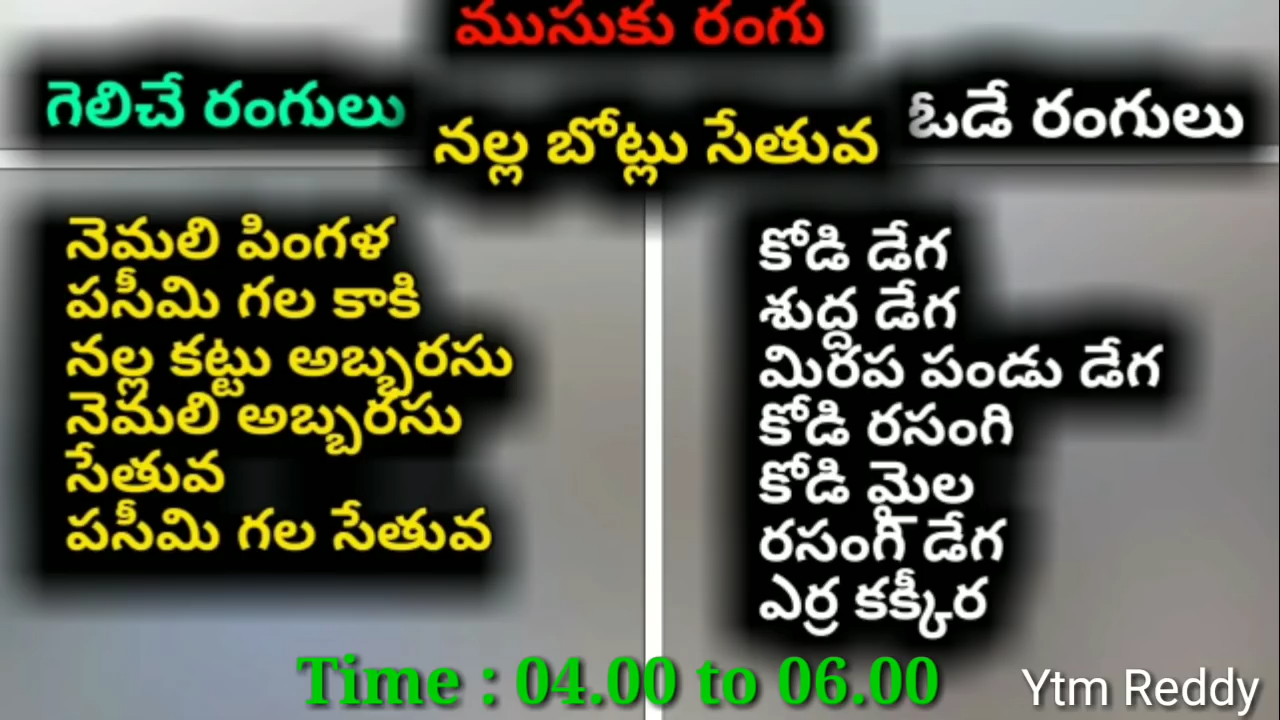 ముసుకు రంగు
గెలిచే రంగులు
నల్ల బోట్లు సేతువ
ఓడే రంగులు
నెమలి పింగళ
పసీమి గల కాకి
నల్ల కట్టు అబ్బరసు
నెమలి అబ్బరసు
సేతువ
పసీమి గల సేతువ
కోడి డేగ
శుద్ధ డేగ
మిరప పండు డేగ
కోడి రసంగి
కోడి మైల
రసంగి డేగ
ఎర్ర కక్కీర
Time : 04.00 to 06.00
Ytm Reddy